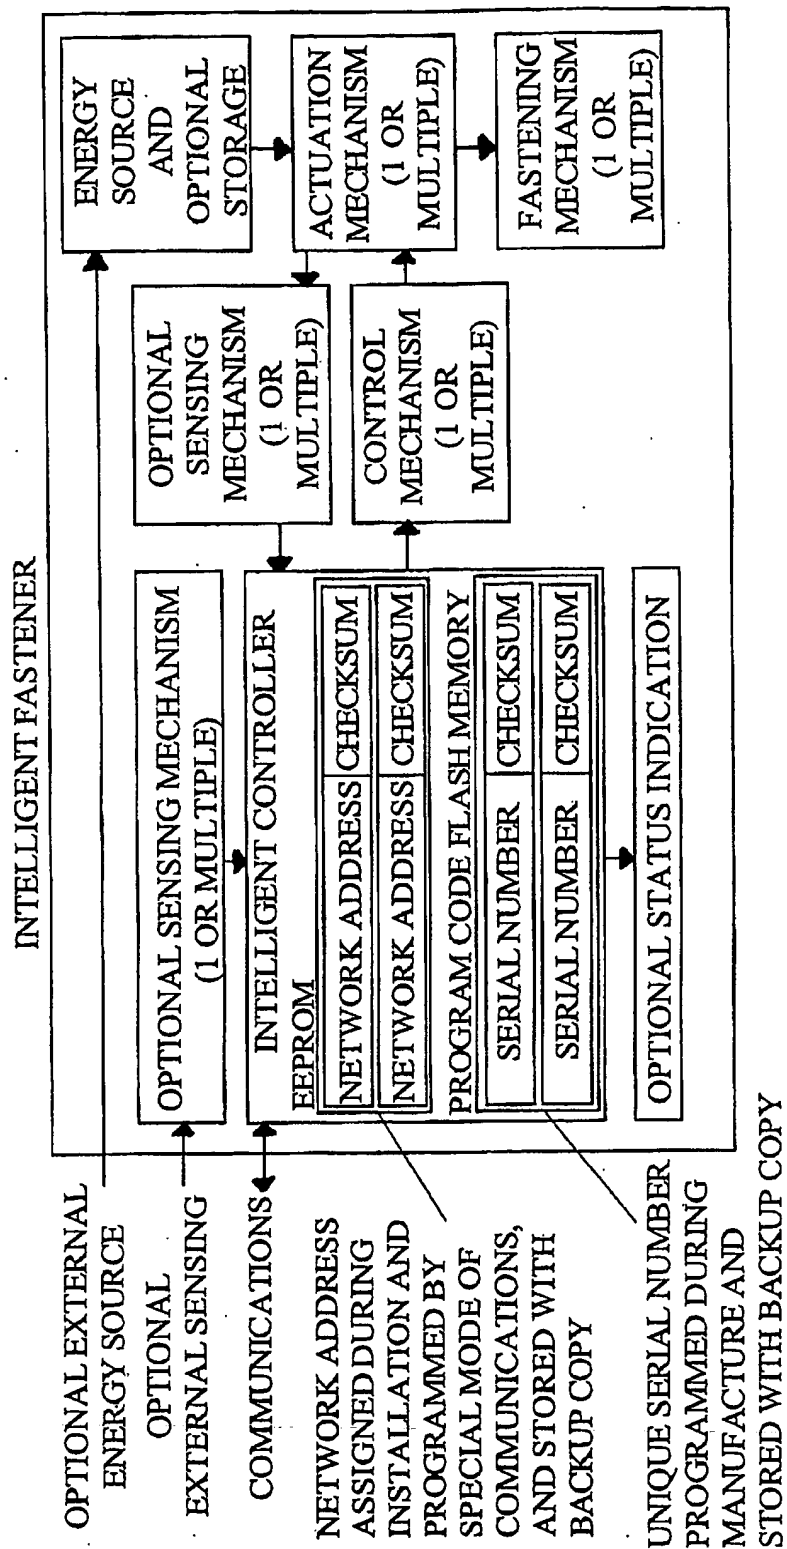 INTELLIGENT FASTENER
OPTIONAL EXTERNAL
ENERGY SOURCE
OPTIONAL
EXTERNAL SENSING
COMMUNICATIONS
NETWORK ADDRESS
ASSIGNED DURING
INSTALLATION AND
PROGRAMMED BY
SPECIAL MODE OF
COMMUNICATIONS,
AND STORED WITH
BACKUP COPY
UNIQUE SERIAL NUMBER
PROGRAMMED DURING
MANUFACTURE AND
STORED WITH BACKUP COPY
OPTIONAL SENSING MECHANISM
(1 OR MULTIPLE)
INTELLIGENT CONTROLLER
EEPROM
NETWORK ADDRESS CHECKSUM
NETWORK ADDRESS CHECKSUM
PROGRAM CODE FLASH MEMORY
SERIAL NUMBER CHECKSUM
SERIAL NUMBER CHECKSUM
OPTIONAL STATUS INDICATION
OPTIONAL
SENSING
MECHANISM
(1 OR
MULTIPLE)
CONTROL
MECHANISM
(1 OR
MULTIPLE)
ENERGY
SOURCE
AND
OPTIONAL
STORAGE
ACTUATION
MECHANISM
(1 OR
MULTIPLE)
FASTENING
MECHANISM
(1 OR
MULTIPLE)